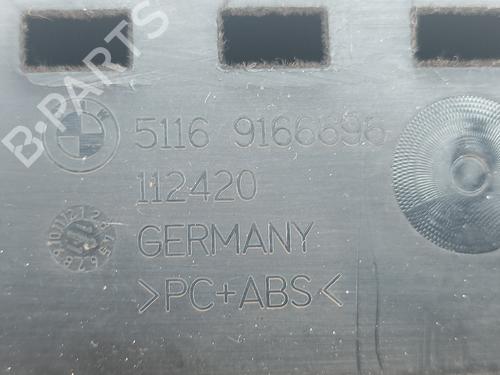 B-PARTS
5116 9166696
112420
GERMANY
>PC+ABS<